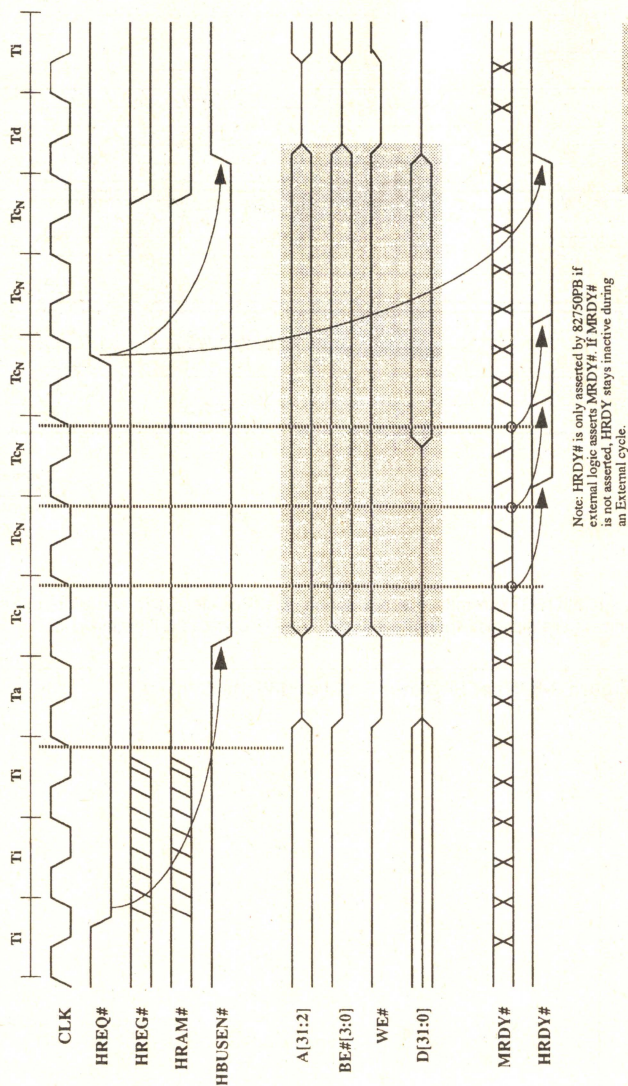 Ti
Ti
Ti
Ta
Tc1
TcN
TcN
TcN
TcN
TcN
Td
Ti
CLK
HREQ#
HREG#
HRAM#
HBUSEN#
A[31:2]
BE#[3:0]
WE#
D[31:0]
MRDY#
HRDY#
Note: HRDY# is only asserted by 82750PB if
external logic asserts MRDY#. If MRDY#
is not asserted, HRDY stays inactive during
an External cycle.